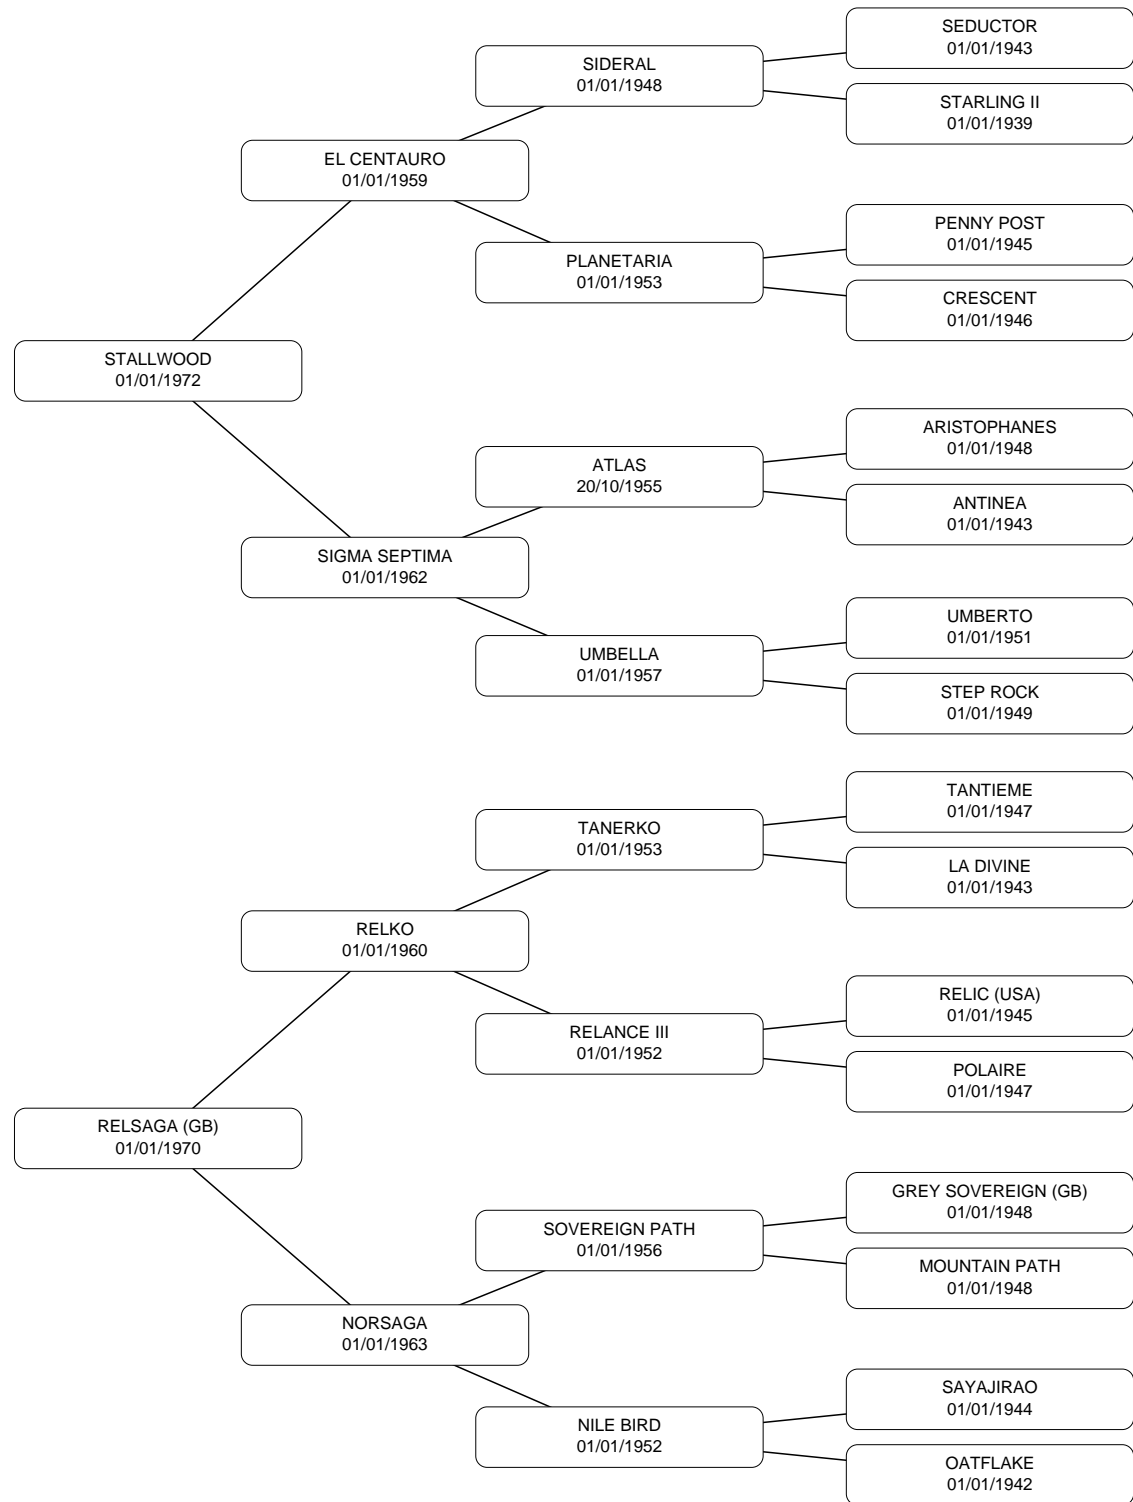 SEDUCTOR
01/01/1943
SIDERAL
01/01/1948
STARLING II
01/01/1939
EL CENTAURO
01/01/1959
PENNY POST
01/01/1945
PLANETARIA
01/01/1953
CRESCENT
01/01/1946
STALLWOOD
01/01/1972
ARISTOPHANES
01/01/1948
ATLAS
20/10/1955
ANTINEA
01/01/1943
SIGMA SEPTIMA
01/01/1962
UMBERTO
01/01/1951
UMBELLA
01/01/1957
STEP ROCK
01/01/1949
TANTIEME
01/01/1947
TANERKO
01/01/1953
LA DIVINE
01/01/1943
RELKO
01/01/1960
RELIC (USA)
01/01/1945
RELANCE III
01/01/1952
POLAIRE
01/01/1947
RELSAGA (GB)
01/01/1970
GREY SOVEREIGN (GB)
01/01/1948
SOVEREIGN PATH
01/01/1956
MOUNTAIN PATH
01/01/1948
NORSAGA
01/01/1963
SAYAJIRAO
01/01/1944
NILE BIRD
01/01/1952
OATFLAKE
01/01/1942